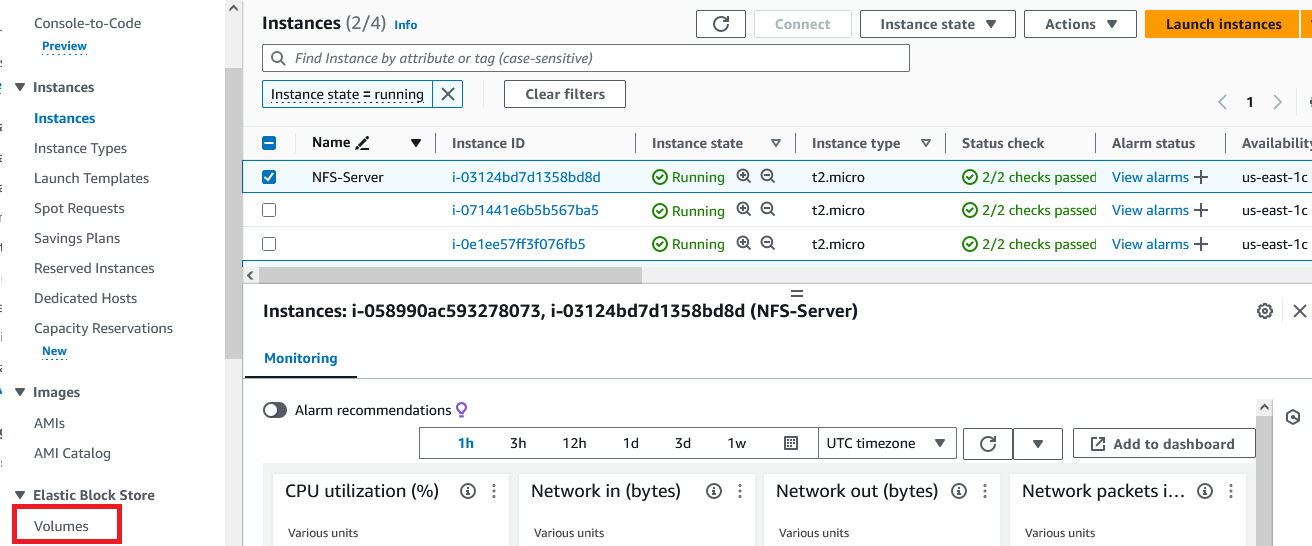 Console-to-Code
Preview
Instances
Instances
Instance Types
Launch Templates
Spot Requests
Savings Plans
Reserved Instances
Dedicated Hosts
Capacity Reservations
New
Images
AMIs
AMI Catalog
Elastic Block Store
Volumes
Instances (2/4) Info
Connect
Instance state
Actions
Launch instances
Find Instance by attribute or tag (case-sensitive)
Instance state = running
Clear filters
1
Name Instance ID Instance state Instance type Status check Alarm status Availability
NFS-Server i-03124bd7d1358bd8d Running t2.micro 2/2 checks passed View alarms us-east-1c
i-071441e6b5b567ba5 Running t2.micro 2/2 checks passed View alarms us-east-1c
i-0e1ee57ff3f076fb5 Running t2.micro 2/2 checks passed View alarms us-east-1c
Instances: i-058990ac593278073, i-03124bd7d1358bd8d (NFS-Server)
Monitoring
Alarm recommendations
1h 3h 12h 1d 3d 1w UTC timezone Add to dashboard
CPU utilization (%) Network in (bytes) Network out (bytes) Network packets i...
Various units Various units Various units Various units